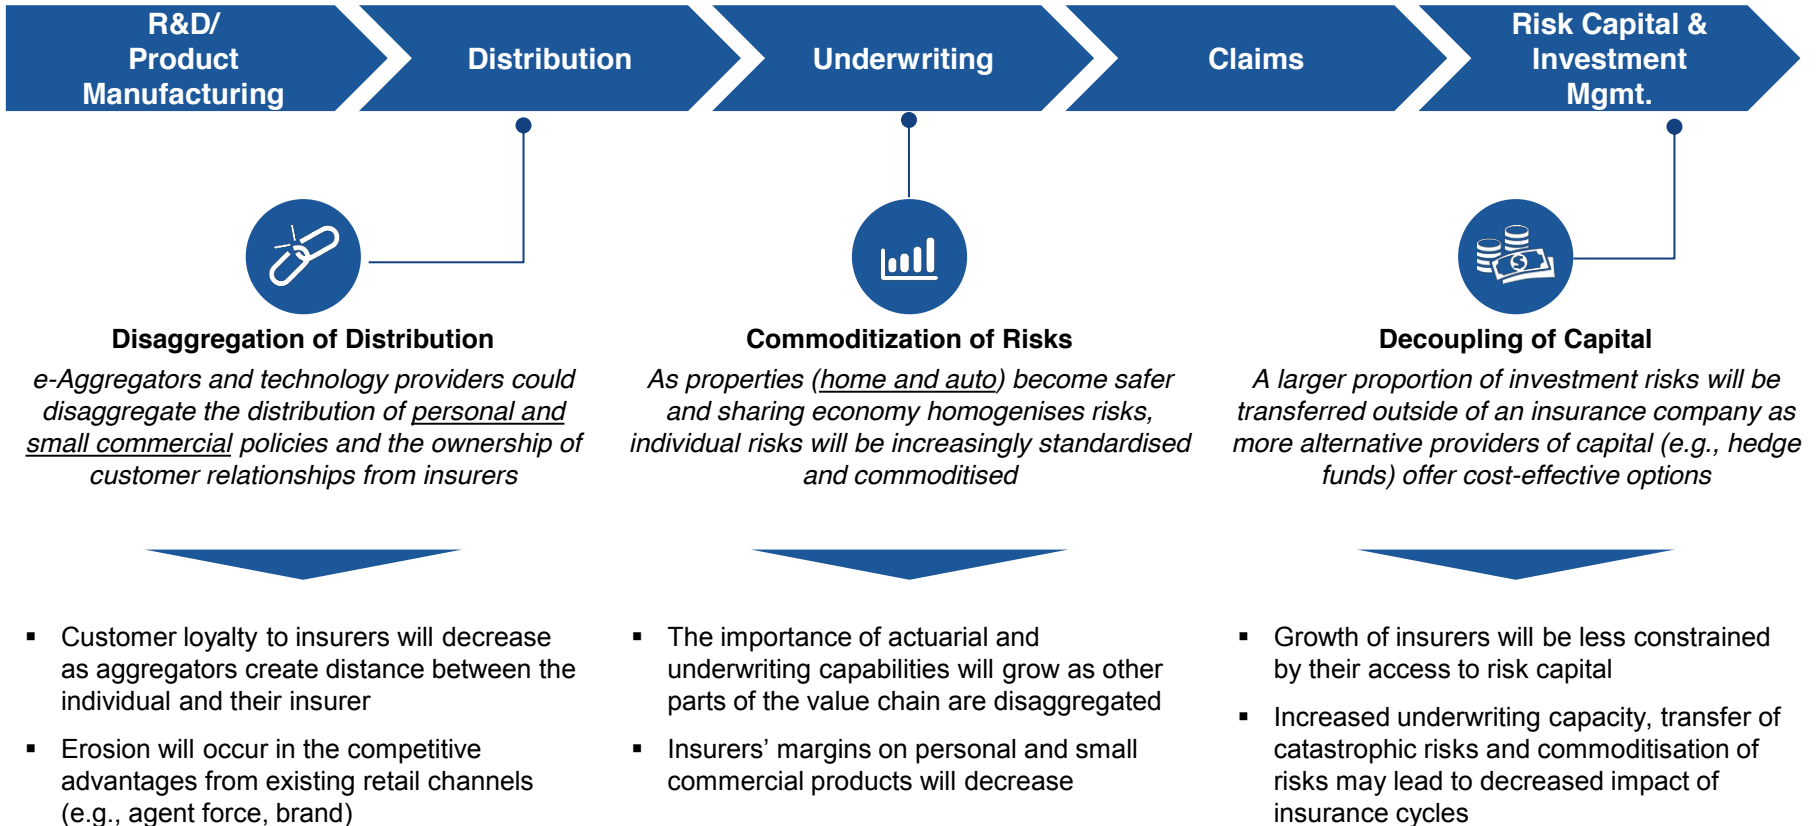 R&D/
Product
Manufacturing
Distribution
Underwriting
Claims
Risk Capital &
Investment
Mgmt.
Disaggregation of Distribution
e-Aggregators and technology providers could
disaggregate the distribution of personal and
small commercial policies and the ownership of
customer relationships from insurers
Commoditization of Risks
As properties (home and auto) become safer
and sharing economy homogenises risks,
individual risks will be increasingly standardised
and commoditised
Decoupling of Capital
A larger proportion of investment risks will be
transferred outside of an insurance company as
more alternative providers of capital (e.g., hedge
funds) offer cost-effective options
▪ Customer loyalty to insurers will decrease
as aggregators create distance between the
individual and their insurer
▪ Erosion will occur in the competitive
advantages from existing retail channels
(e.g., agent force, brand)
▪ The importance of actuarial and
underwriting capabilities will grow as other
parts of the value chain are disaggregated
▪ Insurers’ margins on personal and small
commercial products will decrease
▪ Growth of insurers will be less constrained
by their access to risk capital
▪ Increased underwriting capacity, transfer of
catastrophic risks and commoditisation of
risks may lead to decreased impact of
insurance cycles